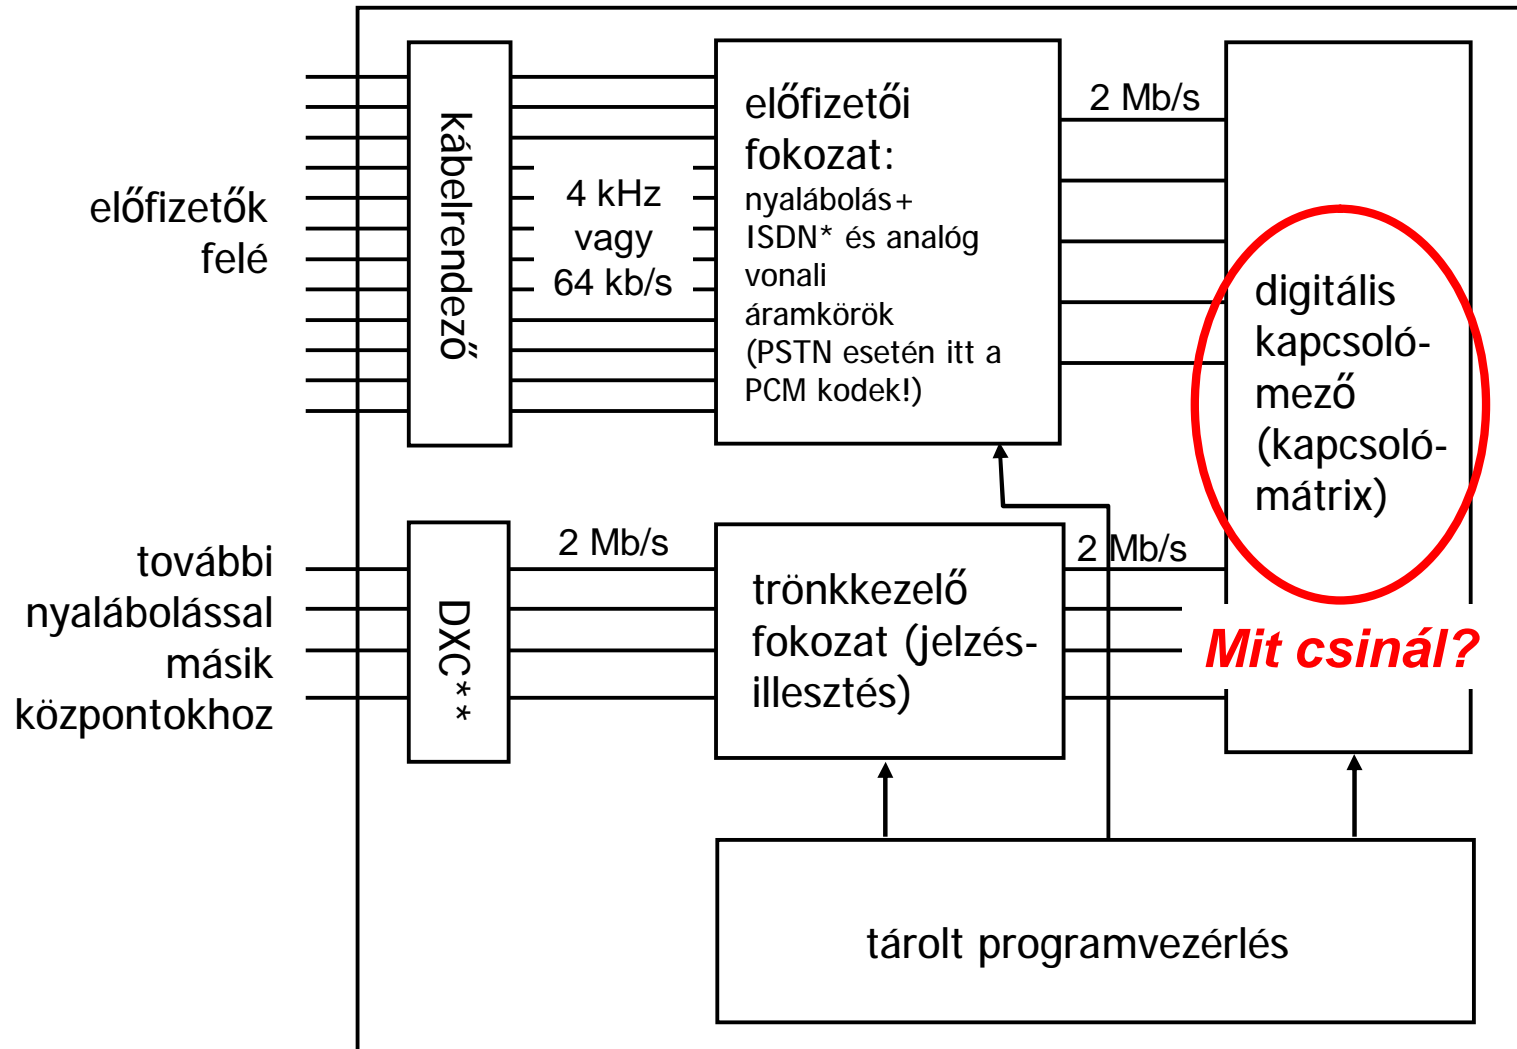 előfizetők
felé
kábelrendező
4 kHz
vagy
64 kb/s
előfizetői
fokozat:
nyalábolás+
ISDN* és analóg
vonali
áramkörök
(PSTN esetén itt a
PCM kodek!)
2 Mb/s
digitális
kapcsoló-
mező
(kapcsoló-
mátrix)
Mit csinál?
további
nyalábolással
másik
központokhoz
DXC**
2 Mb/s
trönkkezelő
fokozat (jelzés-
illesztés)
2 Mb/s
tárolt programvezérlés